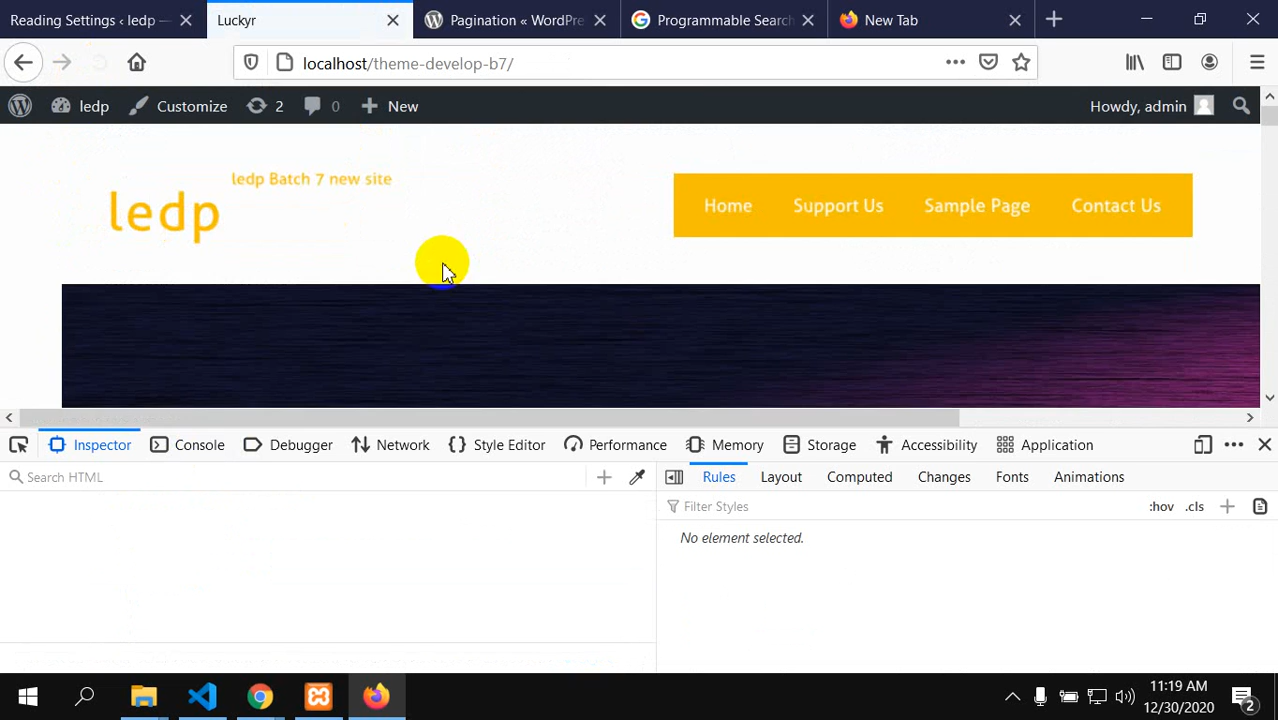 Reading Settings ‹ ledp —
Luckyr
Pagination « WordPre
Programmable Search
New Tab
localhost/theme-develop-b7/
ledp
Customize
2
0
New
Howdy, admin
ledp
ledp Batch 7 new site
Home
Support Us
Sample Page
Contact Us
Inspector
Console
Debugger
Network
Style Editor
Performance
Memory
Storage
Accessibility
Application
Search HTML
Rules
Layout
Computed
Changes
Fonts
Animations
Filter Styles
:hov
.cls
No element selected.
11:19 AM
12/30/2020
2